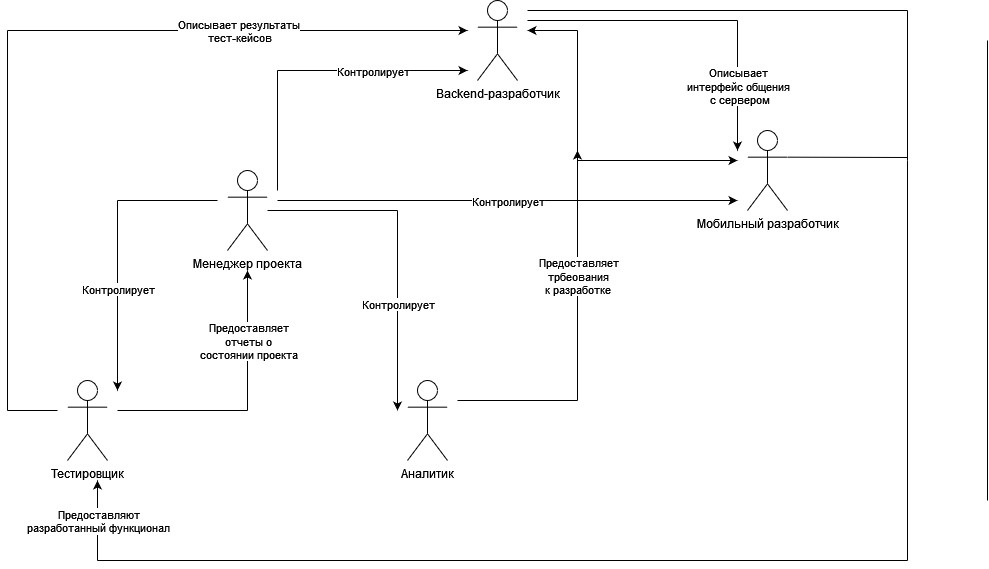 Описывает результаты
тест-кейсов
Контролирует
Backend-разработчик
Описывает
интерфейс общения
с сервером
Контролирует
Мобильный разработчик
Менеджер проекта
Контролирует
Контролирует
Предоставляет
трбеования
к разработке
Предоставляет
отчеты о
состоянии проекта
Тестировщик
Аналитик
Предоставляют
разработанный функционал